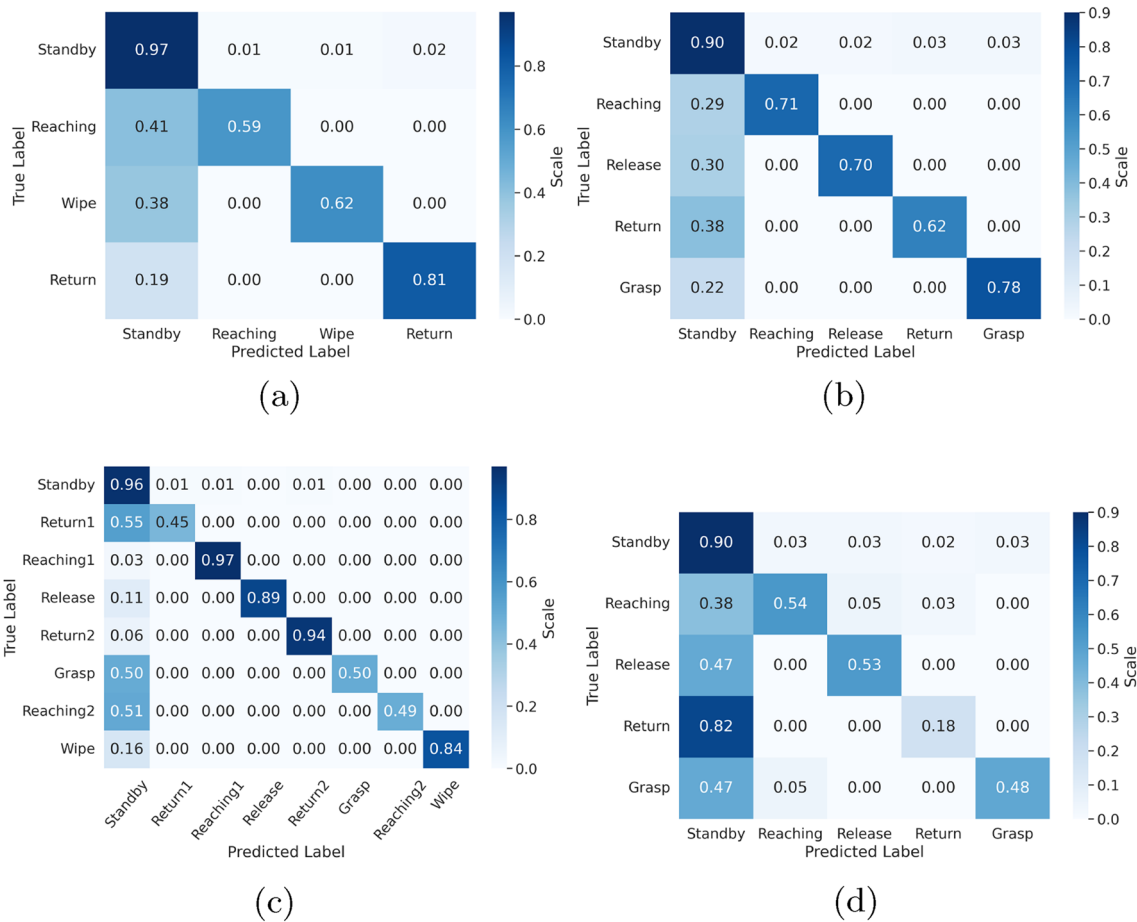 Standby 0.97 0.01 0.01 0.02
Reaching 0.41 0.59 0.00 0.00
Wipe 0.38 0.00 0.62 0.00
Return 0.19 0.00 0.00 0.81
Standby Reaching Wipe Return
Predicted Label
True Label
0.8
0.6
0.4
0.2
0.0
Scale
(a)
Standby 0.90 0.02 0.02 0.03 0.03
Reaching 0.29 0.71 0.00 0.00 0.00
Release 0.30 0.00 0.70 0.00 0.00
Return 0.38 0.00 0.00 0.62 0.00
Grasp 0.22 0.00 0.00 0.00 0.78
Standby Reaching Release Return Grasp
Predicted Label
True Label
0.9
0.8
0.7
0.6
0.5
0.4
0.3
0.2
0.1
0.0
Scale
(b)
Standby 0.96 0.01 0.01 0.00 0.01 0.00 0.00 0.00
Return1 0.55 0.45 0.00 0.00 0.00 0.00 0.00 0.00
Reaching1 0.03 0.00 0.97 0.00 0.00 0.00 0.00 0.00
Release 0.11 0.00 0.00 0.89 0.00 0.00 0.00 0.00
Return2 0.06 0.00 0.00 0.00 0.94 0.00 0.00 0.00
Grasp 0.50 0.00 0.00 0.00 0.00 0.50 0.00 0.00
Reaching2 0.51 0.00 0.00 0.00 0.00 0.00 0.49 0.00
Wipe 0.16 0.00 0.00 0.00 0.00 0.00 0.00 0.84
Standby Return1 Reaching1 Release Return2 Grasp Reaching2 Wipe
Predicted Label
True Label
0.8
0.6
0.4
0.2
0.0
Scale
(c)
Standby 0.90 0.03 0.03 0.02 0.03
Reaching 0.38 0.54 0.05 0.03 0.00
Release 0.47 0.00 0.53 0.00 0.00
Return 0.82 0.00 0.00 0.18 0.00
Grasp 0.47 0.05 0.00 0.00 0.48
Standby Reaching Release Return Grasp
Predicted Label
True Label
0.9
0.8
0.7
0.6
0.5
0.4
0.3
0.2
0.1
0.0
Scale
(d)